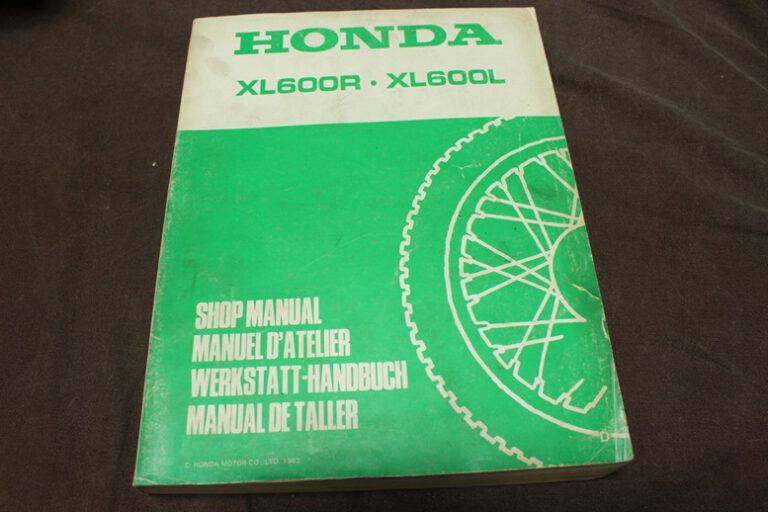 HONDA
XL600R · XL600L
SHOP MANUAL
MANUEL D'ATELIER
WERKSTATT-HANDBUCH
MANUAL DE TALLER
© HONDA MOTOR CO., LTD. 1983
D